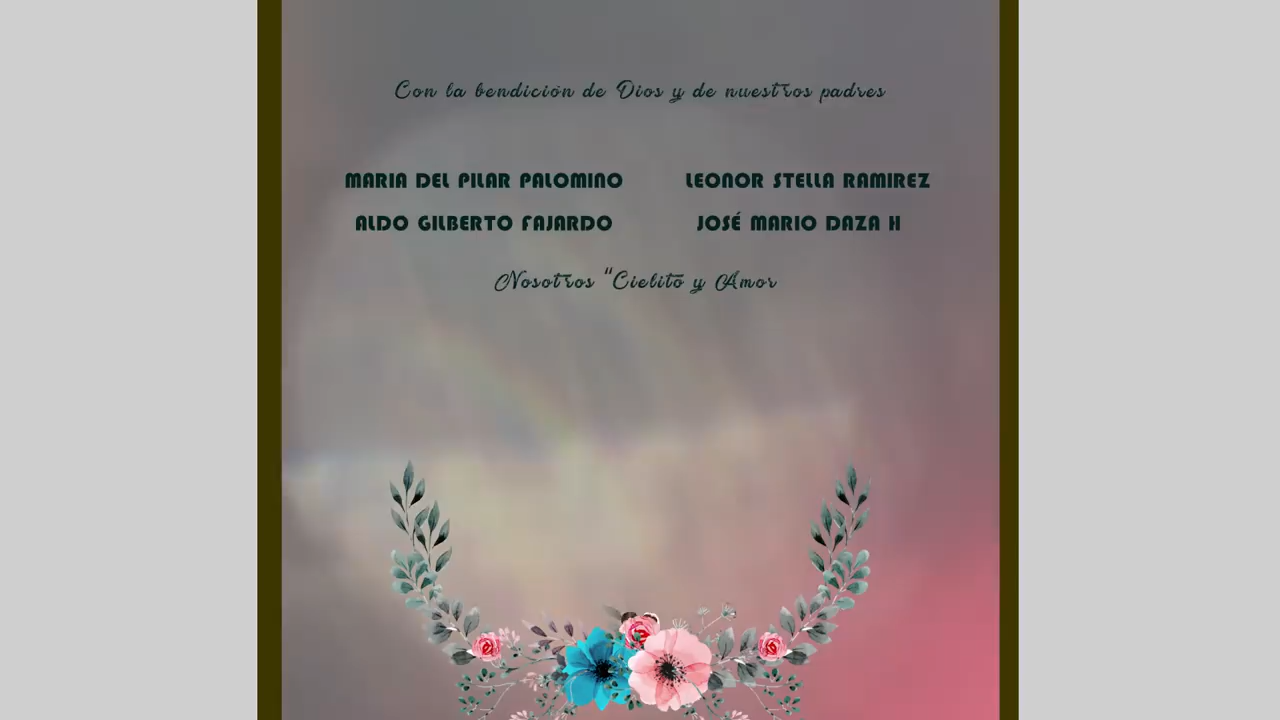 Con la bendición de Dios y de nuestros padres
MARIA DEL PILAR PALOMINO
ALDO GILBERTO FAJARDO
LEONOR STELLA RAMIREZ
JOSÉ MARIO DAZA H
Nosotros “Cielito y Amor